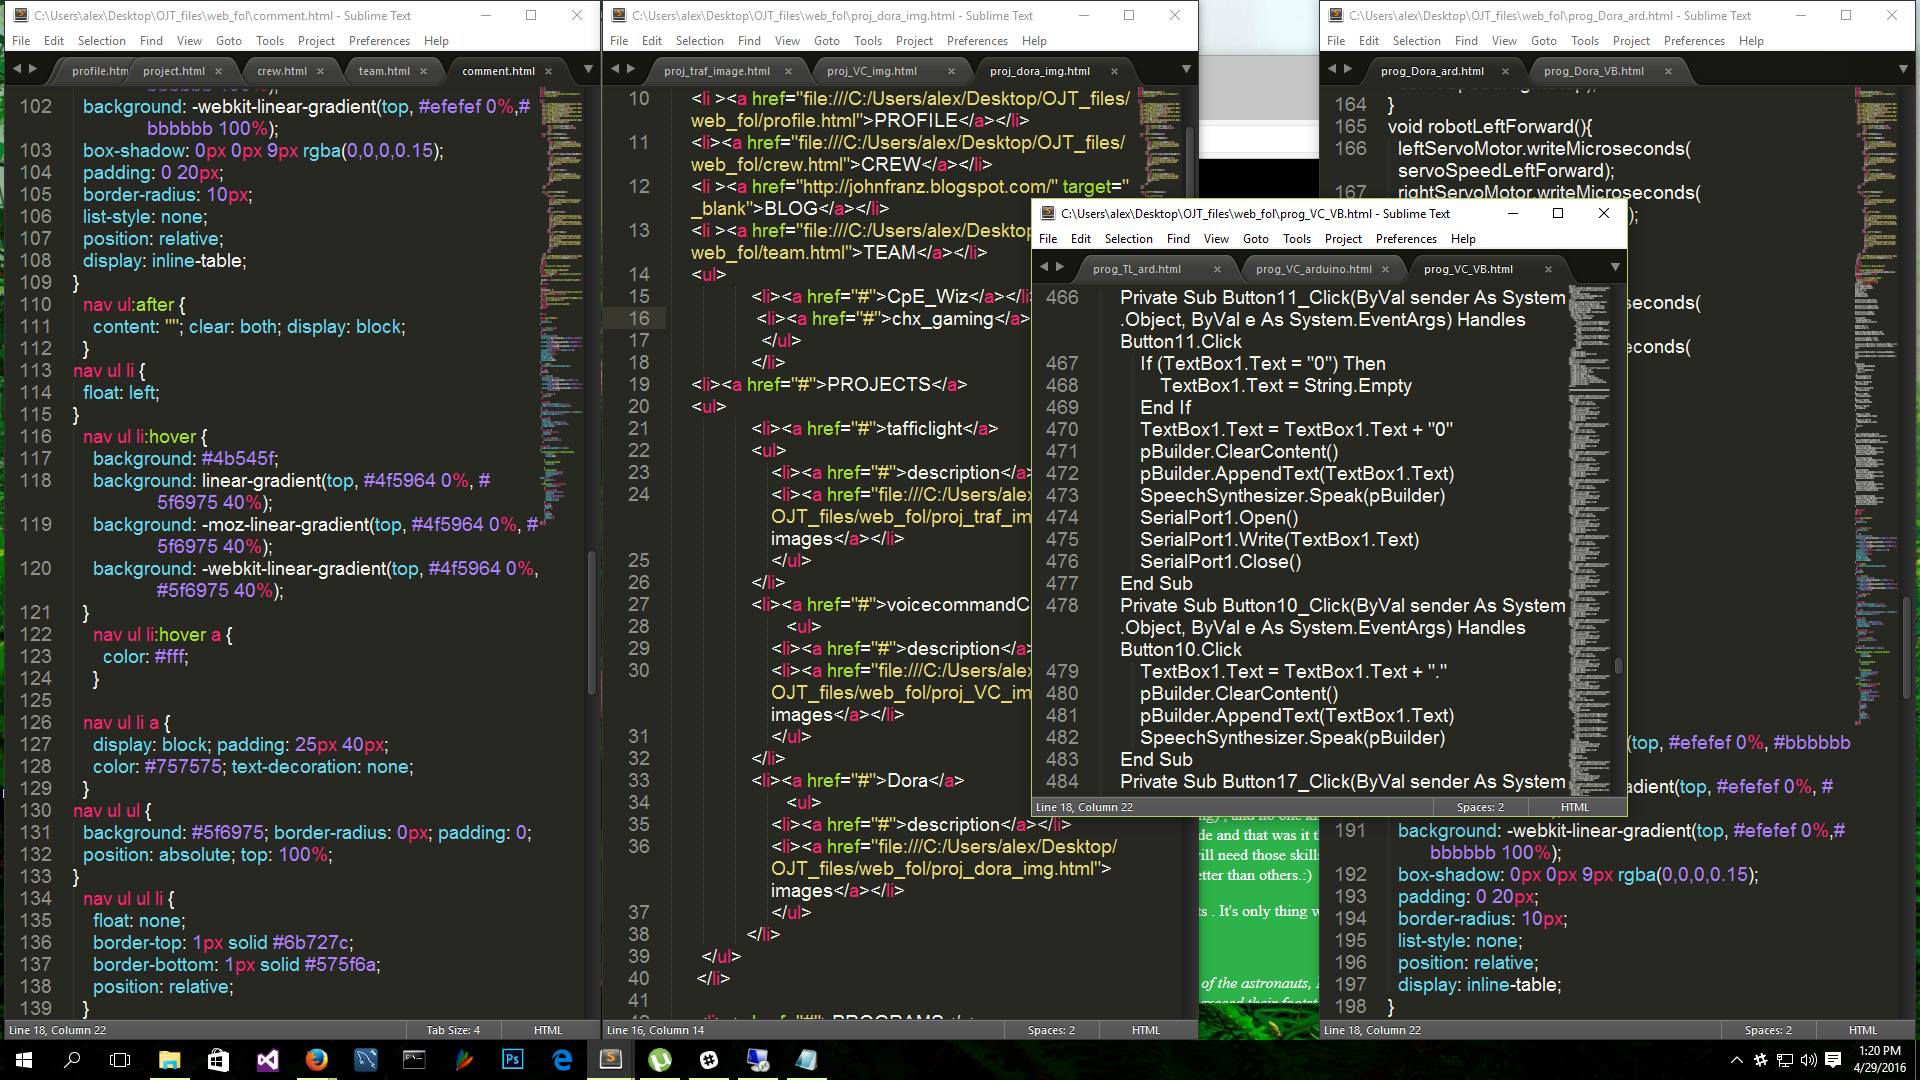 C:\Users\alex\Desktop\OJT_files\web_fol\comment.html - Sublime Text
File Edit Selection Find View Goto Tools Project Preferences Help
profile.htm project.html crew.html team.html comment.html
102 background: -webkit-linear-gradient(top, #efefef 0%,#
bbbbbb 100%);
103 box-shadow: 0px 0px 9px rgba(0,0,0,0.15);
104 padding: 0 20px;
105 border-radius: 10px;
106 list-style: none;
107 position: relative;
108 display: inline-table;
109 }
110 nav ul:after {
111 content: ""; clear: both; display: block;
112 }
113 nav ul li {
114 float: left;
115 }
116 nav ul li:hover {
117 background: #4b545f;
118 background: linear-gradient(top, #4f5964 0%, #
5f6975 40%);
119 background: -moz-linear-gradient(top, #4f5964 0%, #
5f6975 40%);
120 background: -webkit-linear-gradient(top, #4f5964 0%,
#5f6975 40%);
121 }
122 nav ul li:hover a {
123 color: #fff;
124 }
125
126 nav ul li a {
127 display: block; padding: 25px 40px;
128 color: #757575; text-decoration: none;
129 }
130 nav ul ul {
131 background: #5f6975; border-radius: 0px; padding: 0;
132 position: absolute; top: 100%;
133 }
134 nav ul ul li {
135 float: none;
136 border-top: 1px solid #6b727c;
137 border-bottom: 1px solid #575f6a;
138 position: relative;
139 }
Line 18, Column 22 Tab Size: 4 HTML
C:\Users\alex\Desktop\OJT_files\web_fol\proj_dora_img.html - Sublime Text
File Edit Selection Find View Goto Tools Project Preferences Help
proj_traf_image.html proj_VC_img.html proj_dora_img.html
10 <li ><a href="file:///C:/Users/alex/Desktop/OJT_files/
web_fol/profile.html">PROFILE</a></li>
11 <li><a href="file:///C:/Users/alex/Desktop/OJT_files/
web_fol/crew.html">CREW</a></li>
12 <li ><a href="http://johnfranz.blogspot.com/" target="
_blank">BLOG</a></li>
13 <li ><a href="file:///C:/Users/alex/Desktop
web_fol/team.html">TEAM</a></li>
14 <ul>
15 <li><a href="#">CpE_Wiz</a></li
16 <li><a href="#">chx_gaming</a>
17 </ul>
18 </li>
19 <li><a href="#">PROJECTS</a>
20 <ul>
21 <li><a href="#">tafficlight</a>
22 <ul>
23 <li><a href="#">description</a>
24 <li><a href="file:///C:/Users/alex
OJT_files/web_fol/proj_traf_im
images</a></li>
25 </ul>
26 </li>
27 <li><a href="#">voicecommandC
28 <ul>
29 <li><a href="#">description</a>
30 <li><a href="file:///C:/Users/alex
OJT_files/web_fol/proj_VC_im
images</a></li>
31 </ul>
32 </li>
33 <li><a href="#">Dora</a>
34 <ul>
35 <li><a href="#">description</a></li>
36 <li><a href="file:///C:/Users/alex/Desktop/
OJT_files/web_fol/proj_dora_img.html">
images</a></li>
37 </ul>
38 </li>
39 </ul>
40 </li>
41
Line 16, Column 14 Spaces: 2 HTML
C:\Users\alex\Desktop\OJT_files\web_fol\prog_Dora_ard.html - Sublime Text
File Edit Selection Find View Goto Tools Project Preferences Help
prog_Dora_ard.html prog_Dora_VB.html
164 }
165 void robotLeftForward(){
166 leftServoMotor.writeMicroseconds(
servoSpeedLeftForward);
167 rightServoMotor.writeMicroseconds(
);
seconds(
seconds(
(top, #efefef 0%, #bbbbbb
adient(top, #efefef 0%, #
191 background: -webkit-linear-gradient(top, #efefef 0%,#
bbbbbb 100%);
192 box-shadow: 0px 0px 9px rgba(0,0,0,0.15);
193 padding: 0 20px;
194 border-radius: 10px;
195 list-style: none;
196 position: relative;
197 display: inline-table;
198 }
Line 18, Column 22 Spaces: 2 HTML
C:\Users\alex\Desktop\OJT_files\web_fol\prog_VC_VB.html - Sublime Text
File Edit Selection Find View Goto Tools Project Preferences Help
prog_TL_ard.html prog_VC_arduino.html prog_VC_VB.html
466 Private Sub Button11_Click(ByVal sender As System
.Object, ByVal e As System.EventArgs) Handles
Button11.Click
467 If (TextBox1.Text = "0") Then
468 TextBox1.Text = String.Empty
469 End If
470 TextBox1.Text = TextBox1.Text + "0"
471 pBuilder.ClearContent()
472 pBuilder.AppendText(TextBox1.Text)
473 SpeechSynthesizer.Speak(pBuilder)
474 SerialPort1.Open()
475 SerialPort1.Write(TextBox1.Text)
476 SerialPort1.Close()
477 End Sub
478 Private Sub Button10_Click(ByVal sender As System
.Object, ByVal e As System.EventArgs) Handles
Button10.Click
479 TextBox1.Text = TextBox1.Text + "."
480 pBuilder.ClearContent()
481 pBuilder.AppendText(TextBox1.Text)
482 SpeechSynthesizer.Speak(pBuilder)
483 End Sub
484 Private Sub Button17_Click(ByVal sender As System
Line 18, Column 22 Spaces: 2 HTML
de and that was it t
vill need those skill
etter than others.:)
ts . It's only thing w
of the astronauts,
Ps
1:20 PM
4/29/2016